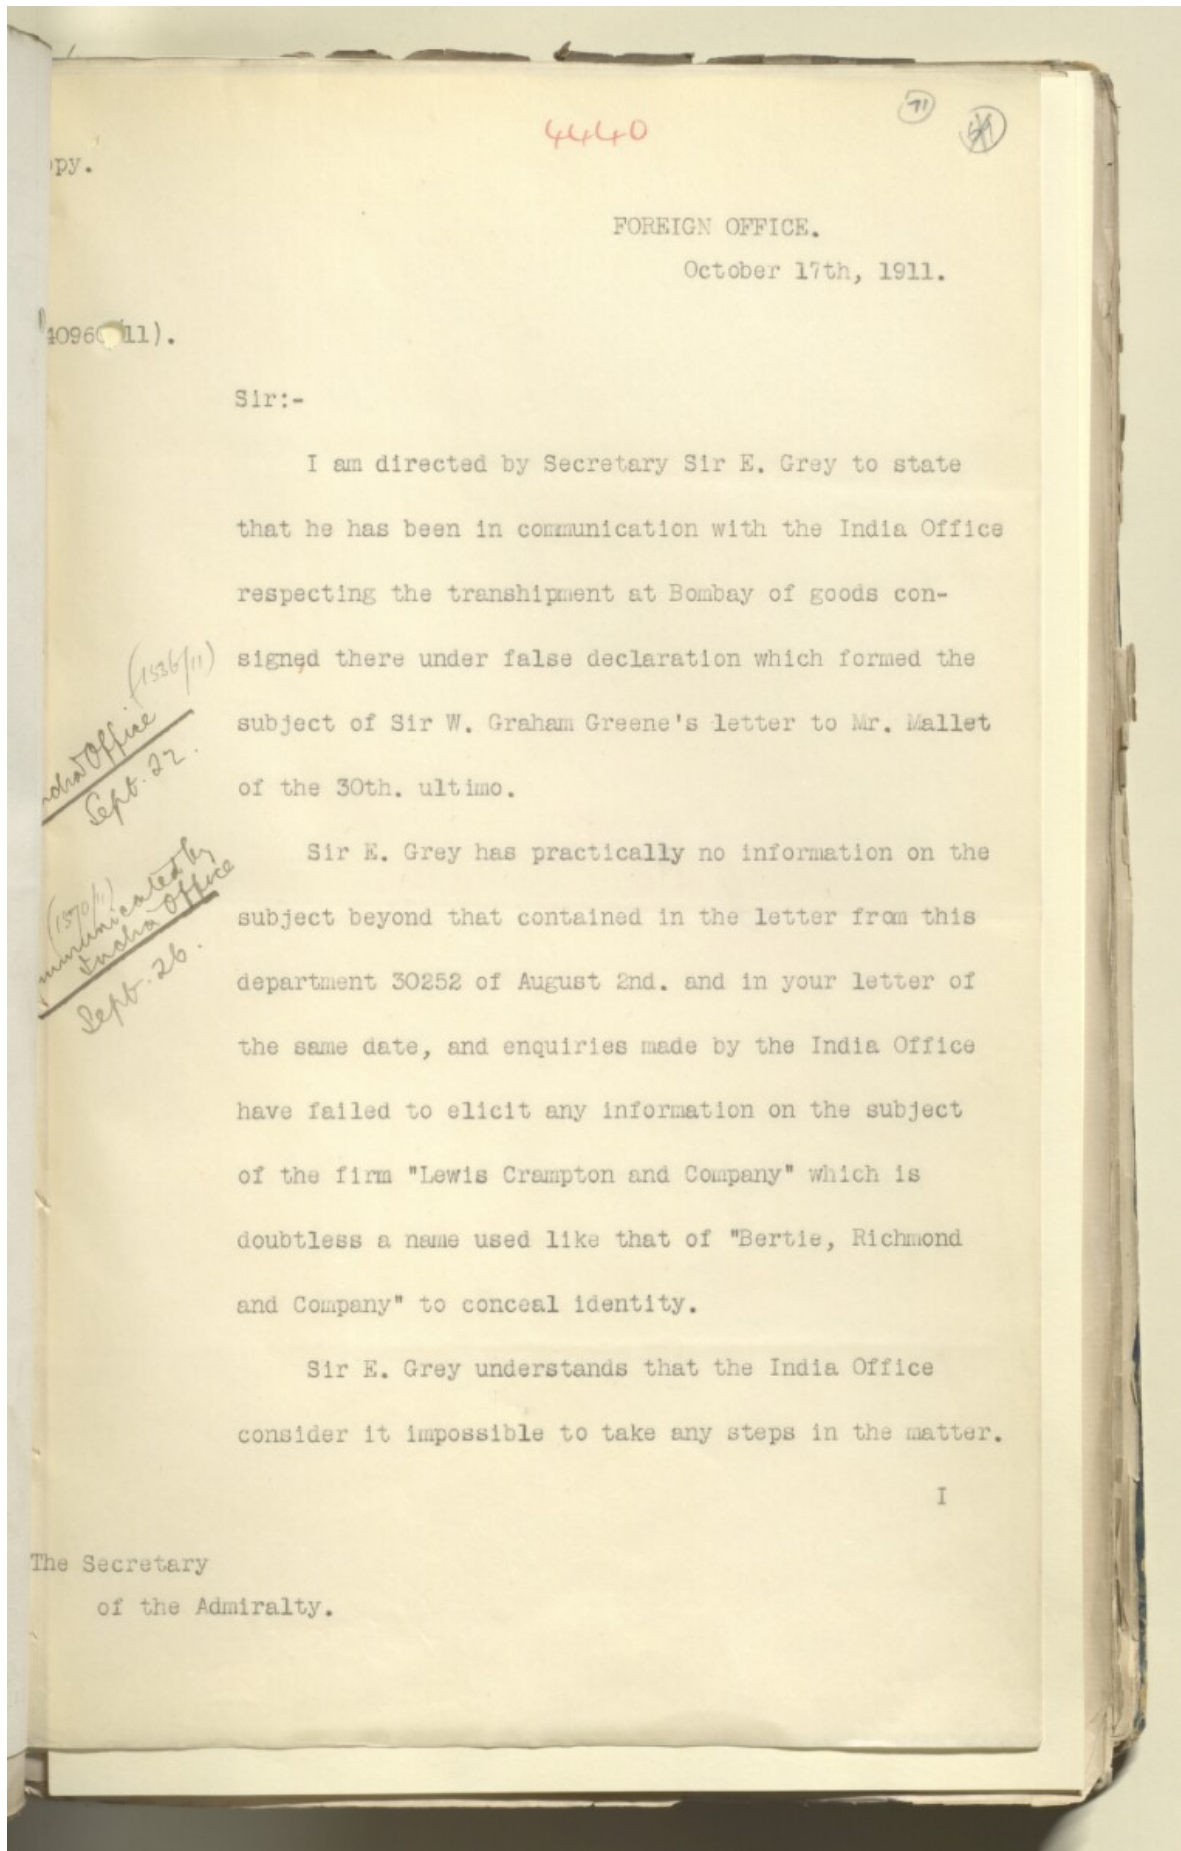 4440
71
opy.
FOREIGN OFFICE.
October 17th, 1911.
40960/11).
Sir:-
I am directed by Secretary Sir E. Grey to state
that he has been in communication with the India Office
respecting the transhipment at Bombay of goods con-
signed there under false declaration which formed the
subject of Sir W. Graham Greene's letter to Mr. Mallet
of the 30th. ultimo.
(1536/11)
ndia Office
Sept. 22.
Sir E. Grey has practically no information on the
subject beyond that contained in the letter from this
department 30252 of August 2nd. and in your letter of
the same date, and enquiries made by the India Office
have failed to elicit any information on the subject
of the firm "Lewis Crampton and Company" which is
doubtless a name used like that of "Bertie, Richmond
and Company" to conceal identity.
(1570/11)
mmunicated by
India Office
Sept. 26.
Sir E. Grey understands that the India Office
consider it impossible to take any steps in the matter.
I
The Secretary
of the Admiralty.